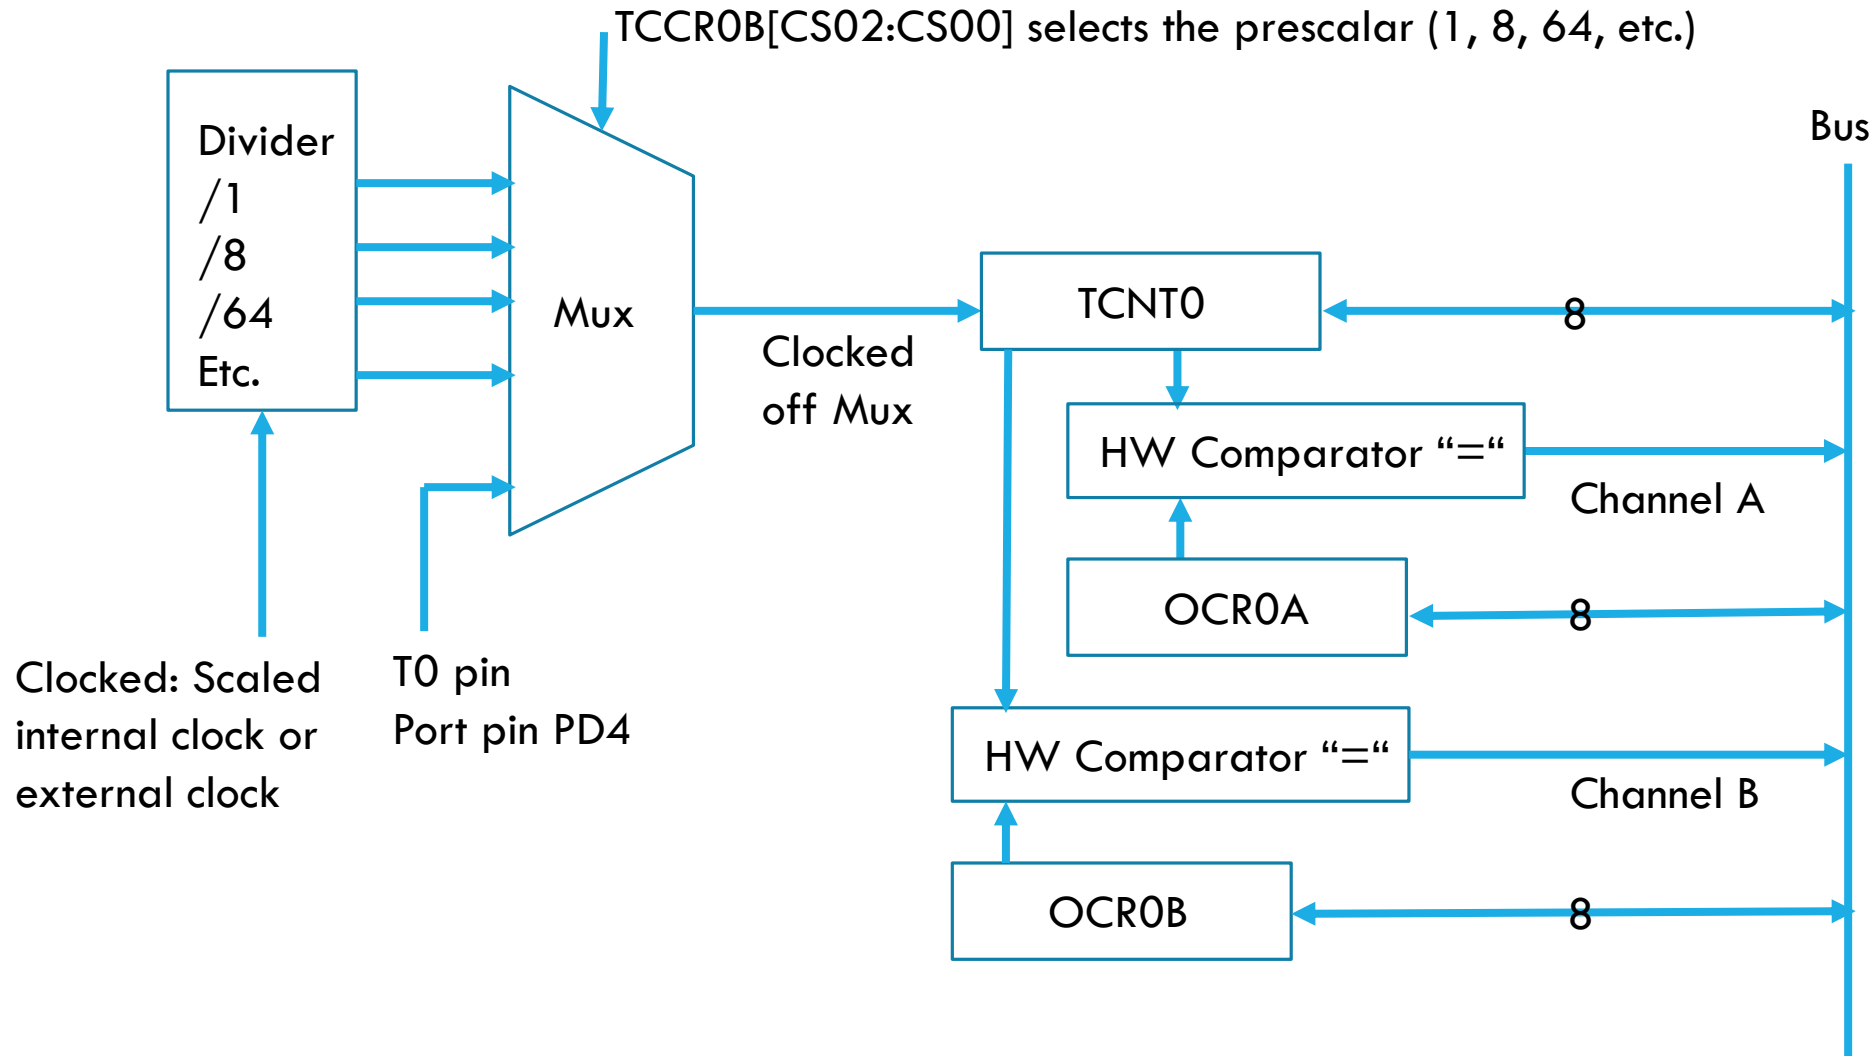 TCCR0B[CS02:CS00] selects the prescalar (1, 8, 64, etc.)
Bus
Divider
/1
/8
/64
Etc.
Mux
Clocked
off Mux
TCNT0
8
HW Comparator “=“
Channel A
OCR0A
8
Clocked: Scaled
internal clock or
external clock
T0 pin
Port pin PD4
HW Comparator “=“
Channel B
OCR0B
8